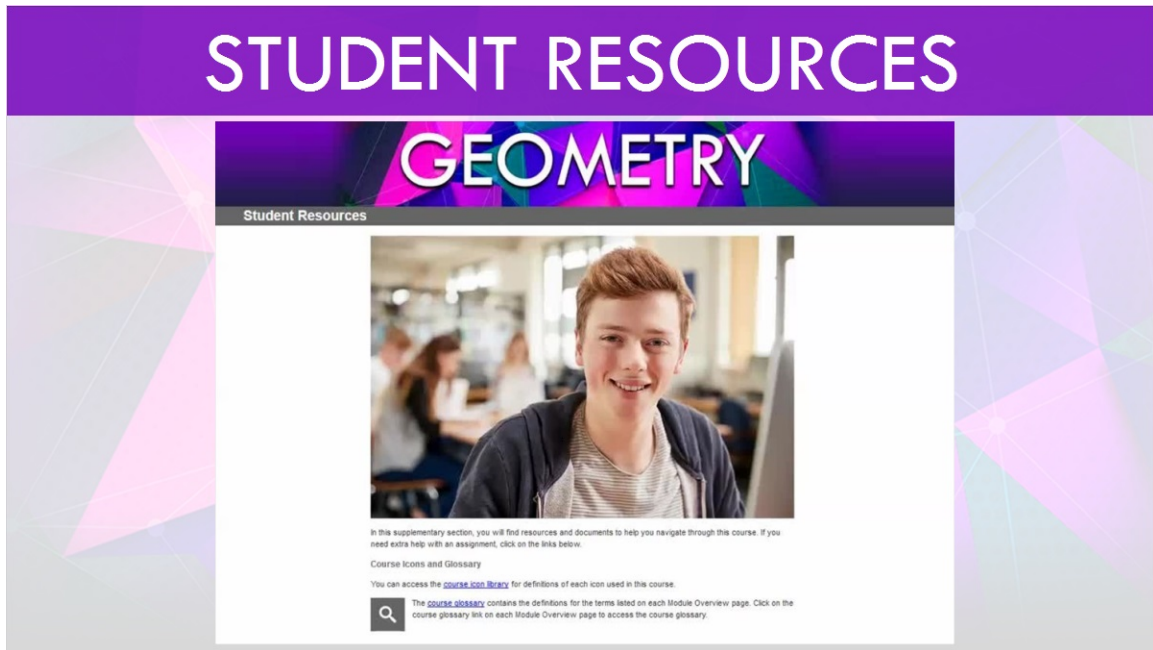 STUDENT RESOURCES
GEOMETRY
Student Resources
In this supplementary section, you will find resources and documents to help you navigate through this course. If you
need extra help with an assignment, click on the links below.
Course Icons and Glossary
You can access the course icon library for definitions of each icon used in this course.
The course glossary contains the definitions for the terms listed on each Module Overview page. Click on the
course glossary link on each Module Overview page to access the course glossary.